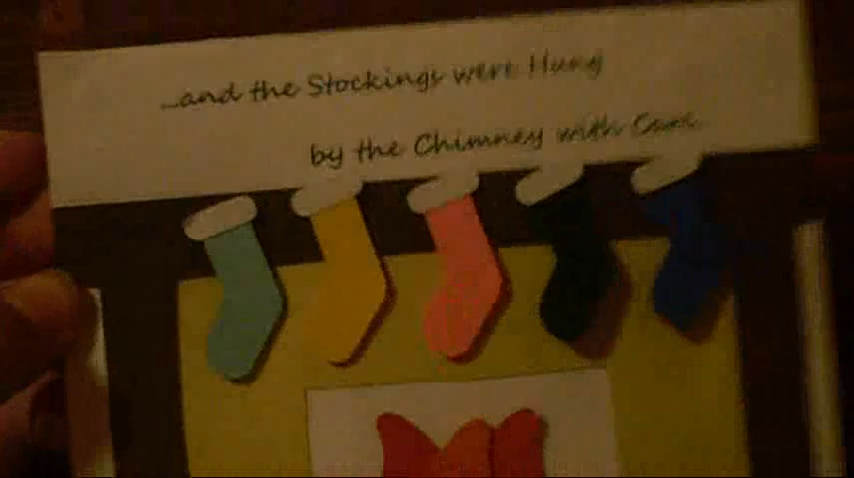 ...and the Stockings were Hung
by the Chimney with Care.